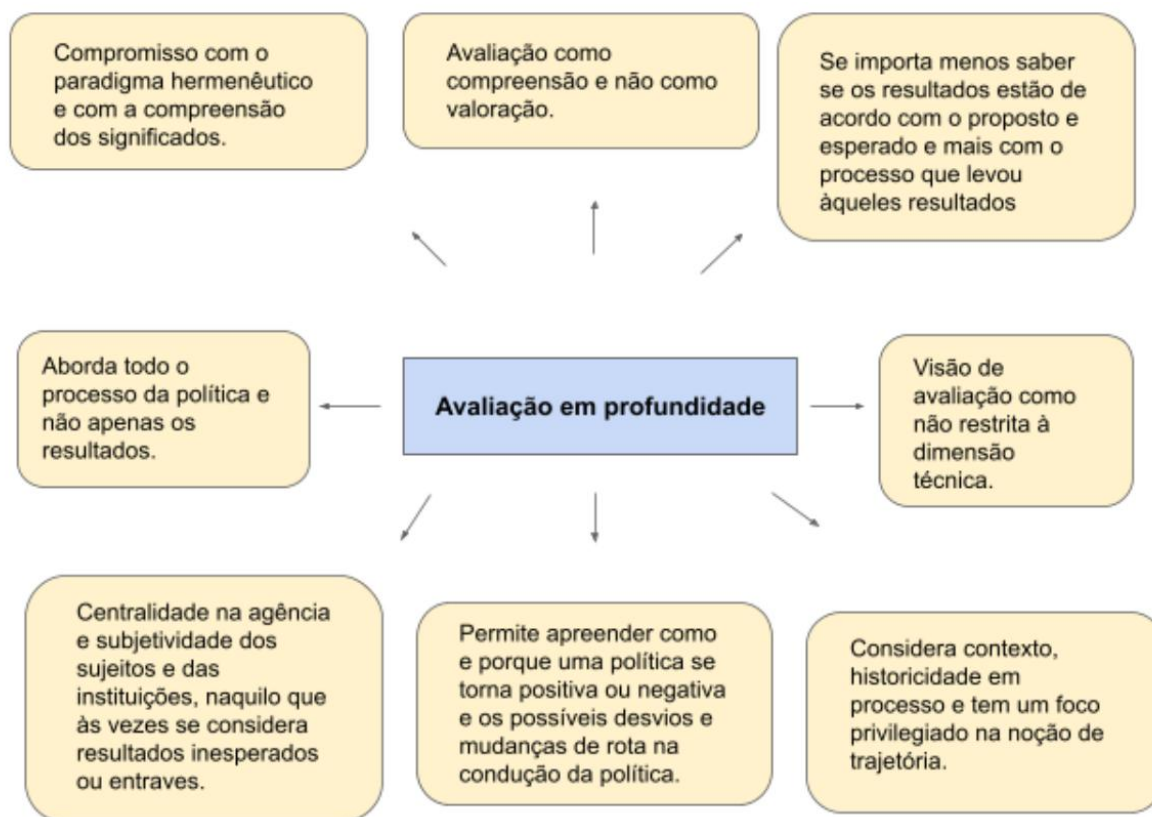 Compromisso com o
paradigma hermenêutico
e com a compreensão
dos significados.
Avaliação como
compreensão e não como
valoração.
Se importa menos saber
se os resultados estão de
acordo com o proposto e
esperado e mais com o
processo que levou
àqueles resultados
Aborda todo o
processo da política e
não apenas os
resultados.
Avaliação em profundidade
Visão de
avaliação como
não restrita à
dimensão
técnica.
Centralidade na agência
e subjetividade dos
sujeitos e das
instituições, naquilo que
às vezes se considera
resultados inesperados
ou entraves.
Permite apreender como
e porque uma política se
torna positiva ou negativa
e os possíveis desvios e
mudanças de rota na
condução da política.
Considera contexto,
historicidade em
processo e tem um foco
privilegiado na noção de
trajetória.